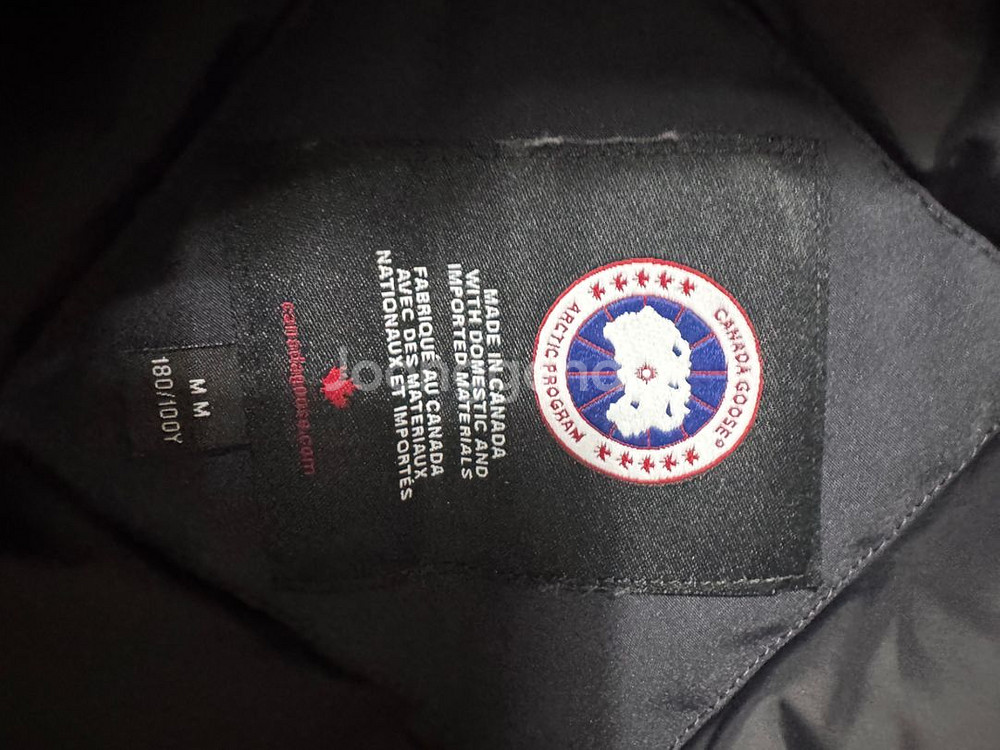 CANADA GOOSE®
ARCTIC PROGRAM
MADE IN CANADA
WITH DOMESTIC AND
IMPORTED MATERIALS
FABRIQUÉ AU CANADA
AVEC DES MATERIAUX
NATIONAUX ET IMPORTÉS
canadagoose.com
M M
180/100Y